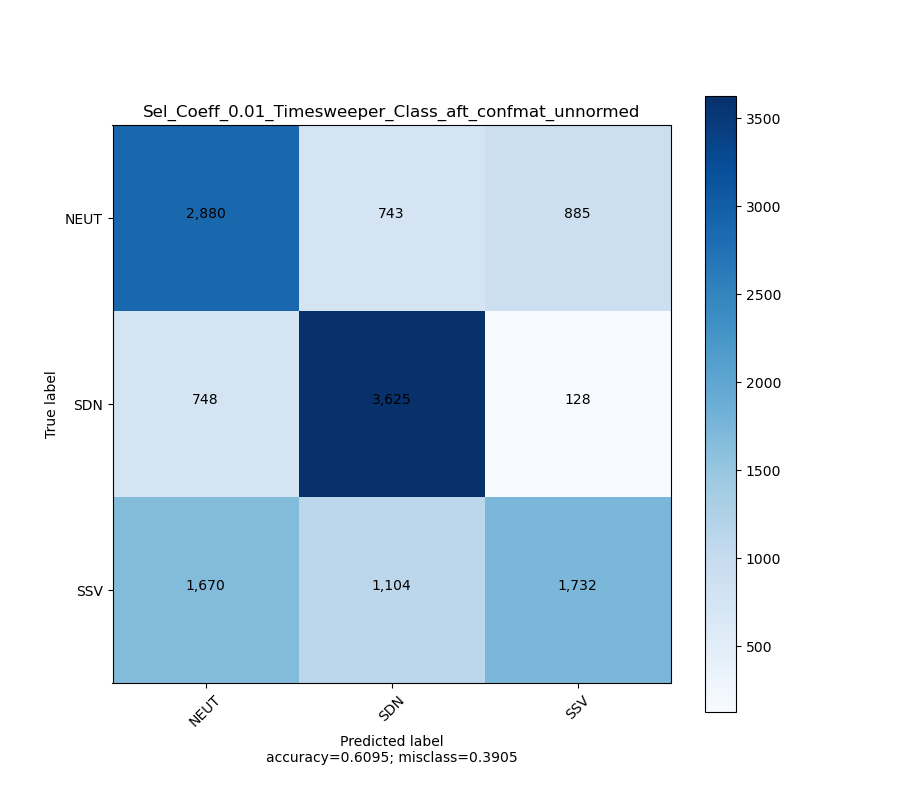 Sel_Coeff_0.01_Timesweeper_Class_aft_confmat_unnormed
NEUT 2,880 743 885
SDN 748 3,625 128
SSV 1,670 1,104 1,732
NEUT SDN SSV
True label
Predicted label
accuracy=0.6095; misclass=0.3905
3500
3000
2500
2000
1500
1000
500